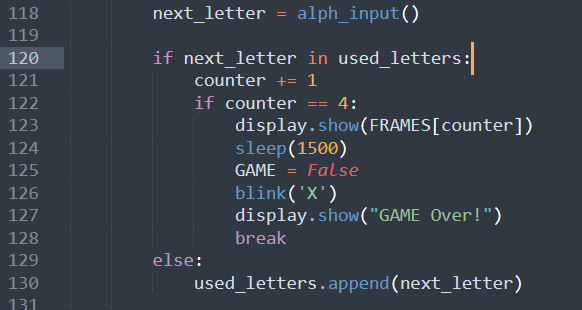 118 next_letter = alph_input()
119
120 if next_letter in used_letters:
121 counter += 1
122 if counter == 4:
123 display.show(FRAMES[counter])
124 sleep(1500)
125 GAME = False
126 blink('X')
127 display.show("GAME Over!")
128 break
129 else:
130 used_letters.append(next_letter)
131